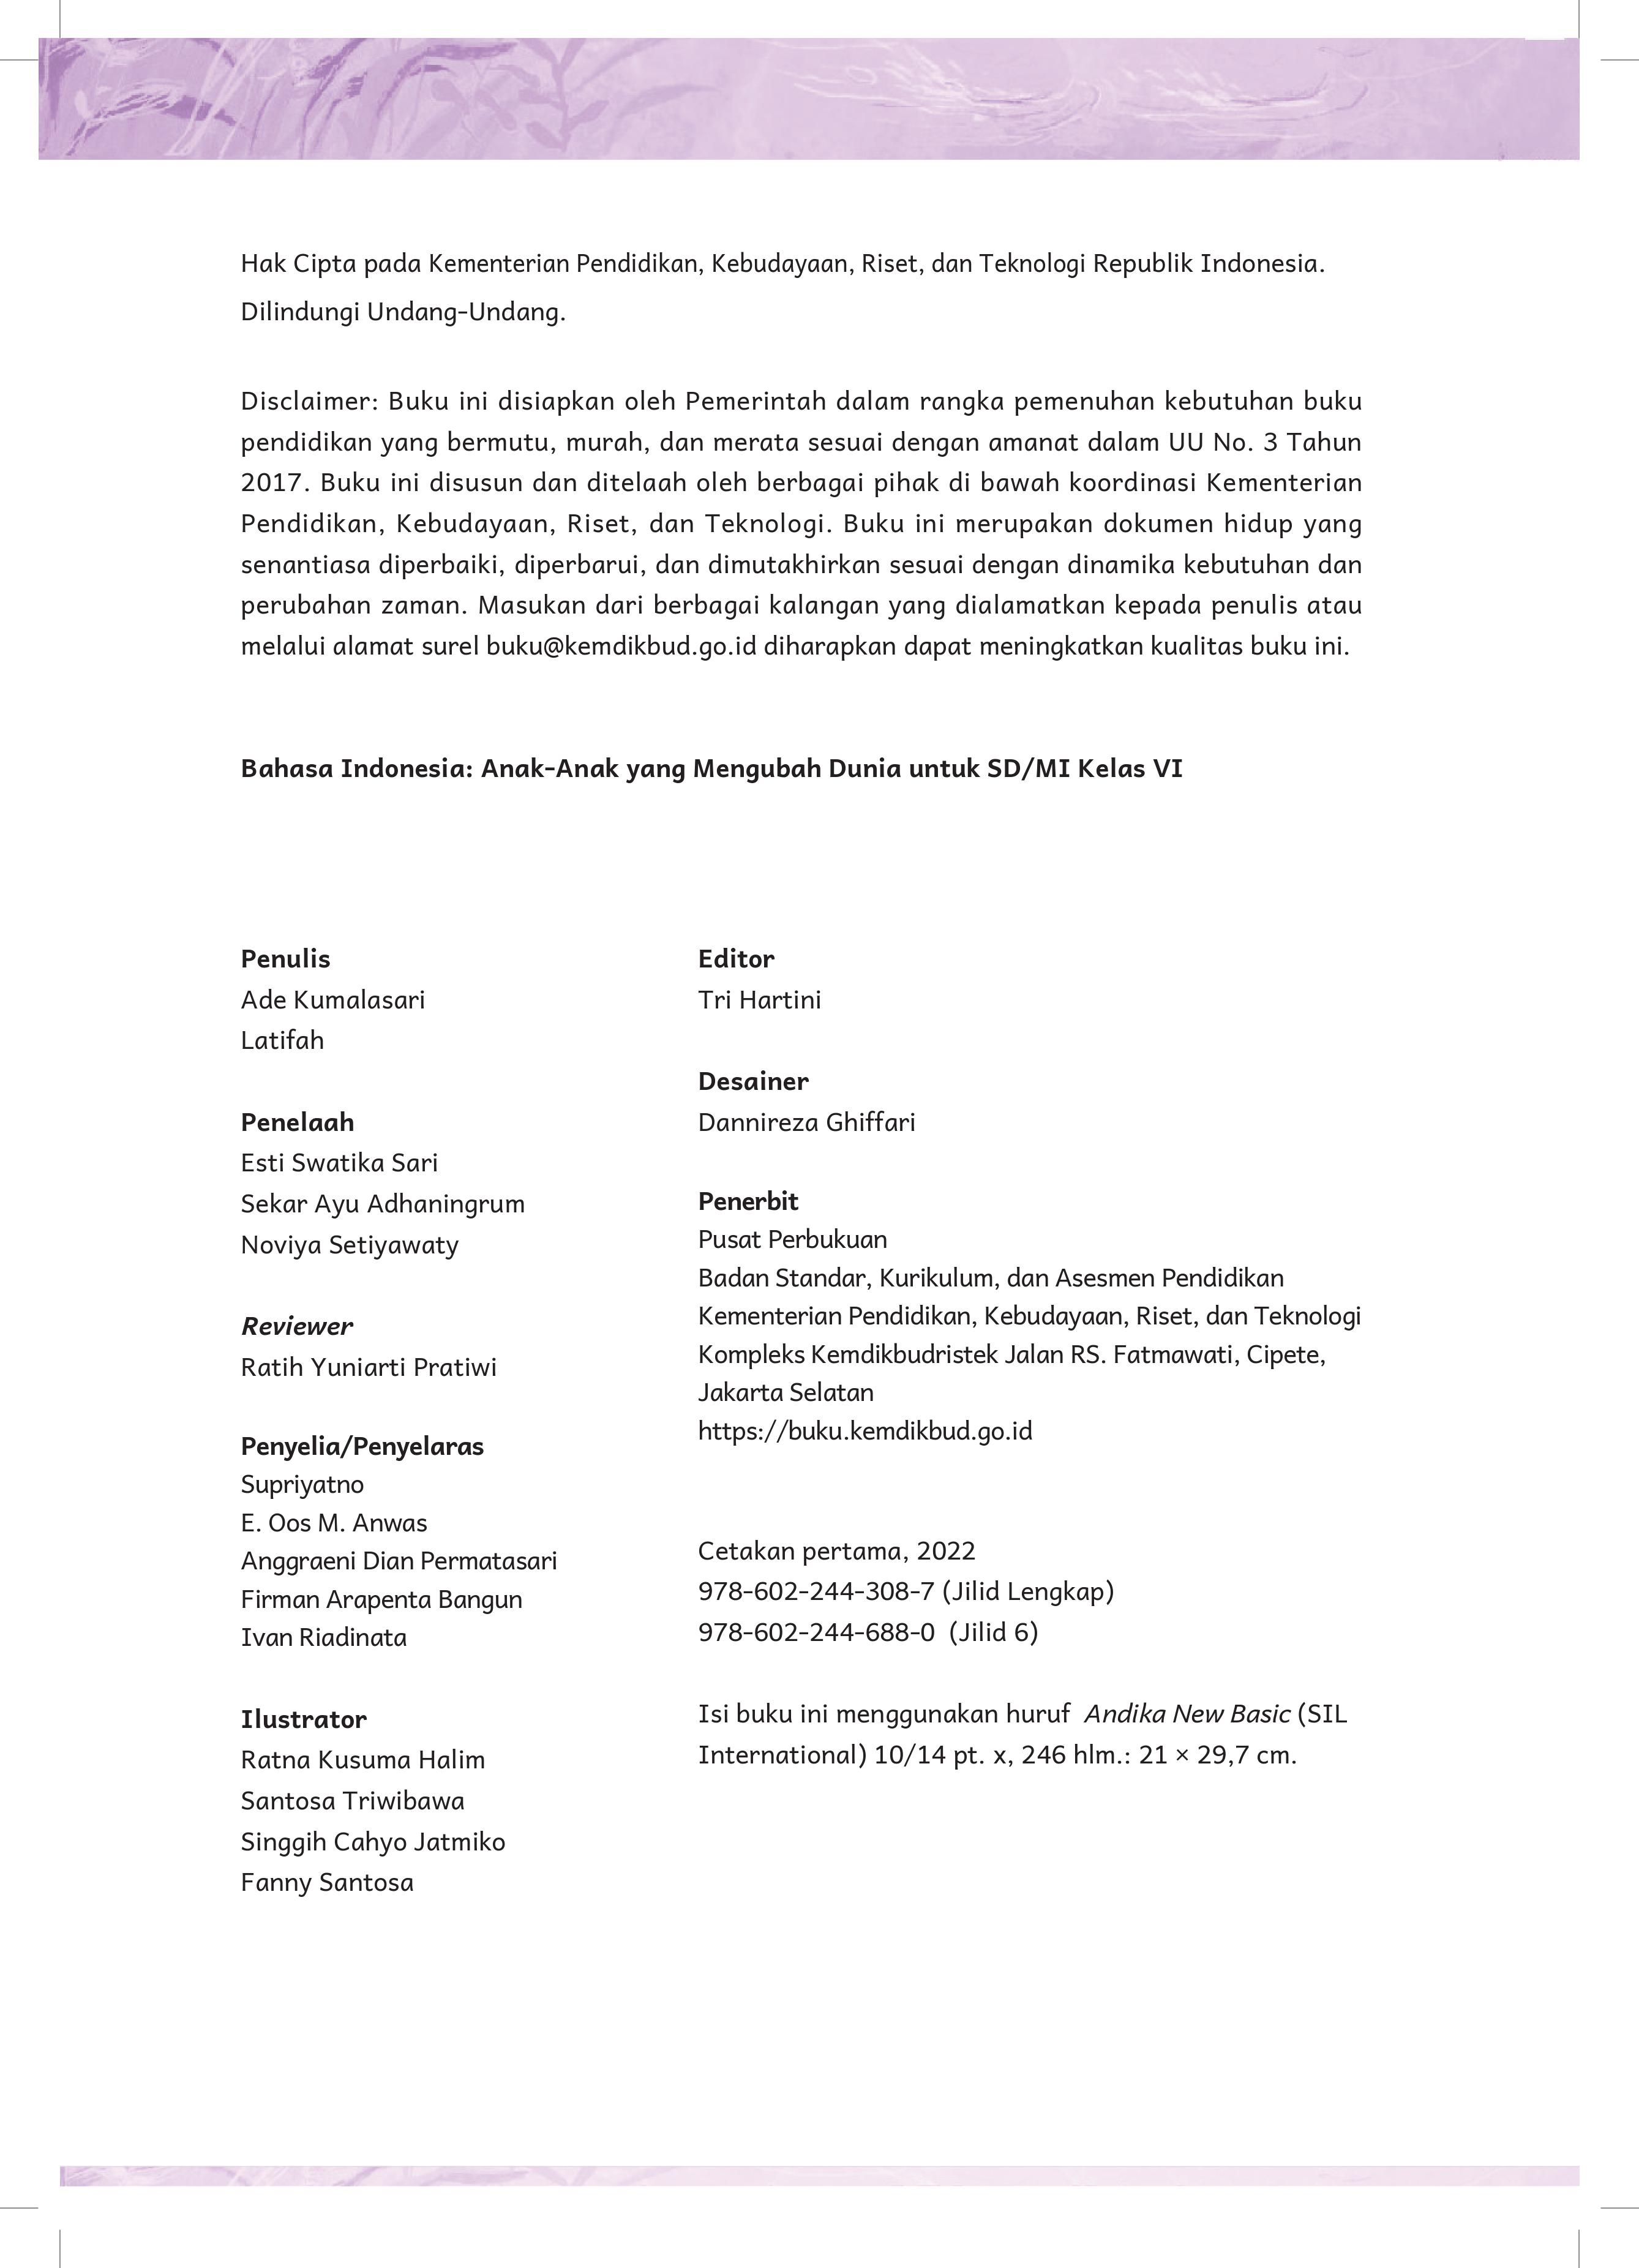 Hak Cipta pada Kementerian Pendidikan, Kebudayaan, Riset, dan Teknologi Republik Indonesia.
Dilindungi Undang-Undang.
Disclaimer: Buku ini disiapkan oleh Pemerintah dalam rangka pemenuhan kebutuhan buku
pendidikan yang bermutu, murah, dan merata sesuai dengan amanat dalam UU No. 3 Tahun
2017. Buku ini disusun dan ditelaah oleh berbagai pihak di bawah koordinasi Kementerian
Pendidikan, Kebudayaan, Riset, dan Teknologi. Buku ini merupakan dokumen hidup yang
senantiasa diperbaiki, diperbarui, dan dimutakhirkan sesuai dengan dinamika kebutuhan dan
perubahan zaman. Masukan dari berbagai kalangan yang dialamatkan kepada penulis atau
melalui alamat surel buku@kemdikbud.go.id diharapkan dapat meningkatkan kualitas buku ini.
Bahasa Indonesia: Anak-Anak yang Mengubah Dunia untuk SD/MI Kelas VI
Penulis
Ade Kumalasari
Latifah
Penelaah
Esti Swatika Sari
Sekar Ayu Adhaningrum
Noviya Setiyawaty
Reviewer
Ratih Yuniarti Pratiwi
Penyelia/Penyelaras
Supriyatno
E. Oos M. Anwas
Anggraeni Dian Permatasari
Firman Arapenta Bangun
Ivan Riadinata
Ilustrator
Ratna Kusuma Halim
Santosa Triwibawa
Singgih Cahyo Jatmiko
Fanny Santosa
Editor
Tri Hartini
Desainer
Dannireza Ghiffari
Penerbit
Pusat Perbukuan
Badan Standar, Kurikulum, dan Asesmen Pendidikan
Kementerian Pendidikan, Kebudayaan, Riset, dan Teknologi
Kompleks Kemdikbudristek Jalan RS. Fatmawati, Cipete,
Jakarta Selatan
https://buku.kemdikbud.go.id
Cetakan pertama, 2022
978-602-244-308-7 (Jilid Lengkap)
978-602-244-688-0 (Jilid 6)
Isi buku ini menggunakan huruf Andika New Basic (SIL
International) 10/14 pt. x, 246 hlm.: 21 × 29,7 cm.